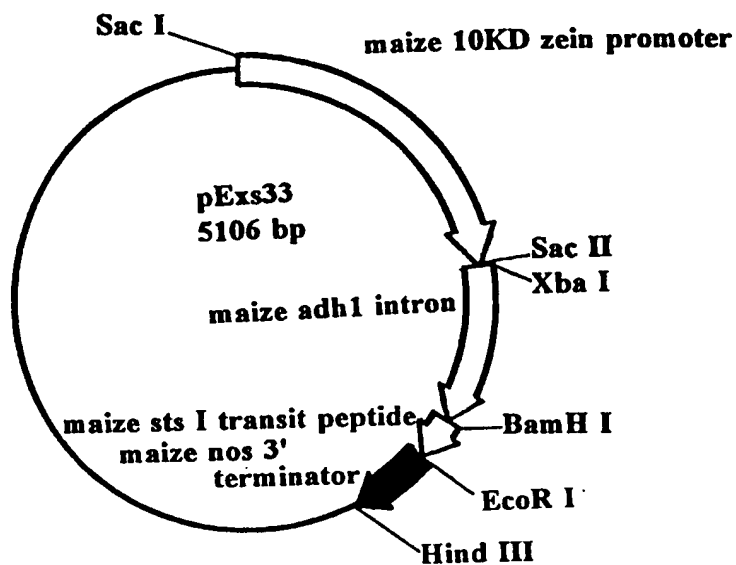 Sac I
maize 10KD zein promoter
pExs33
5106 bp
Sac II
Xba I
maize adh1 intron
maize sts I transit peptide
BamH I
maize nos 3'
terminator
EcoR I
Hind III